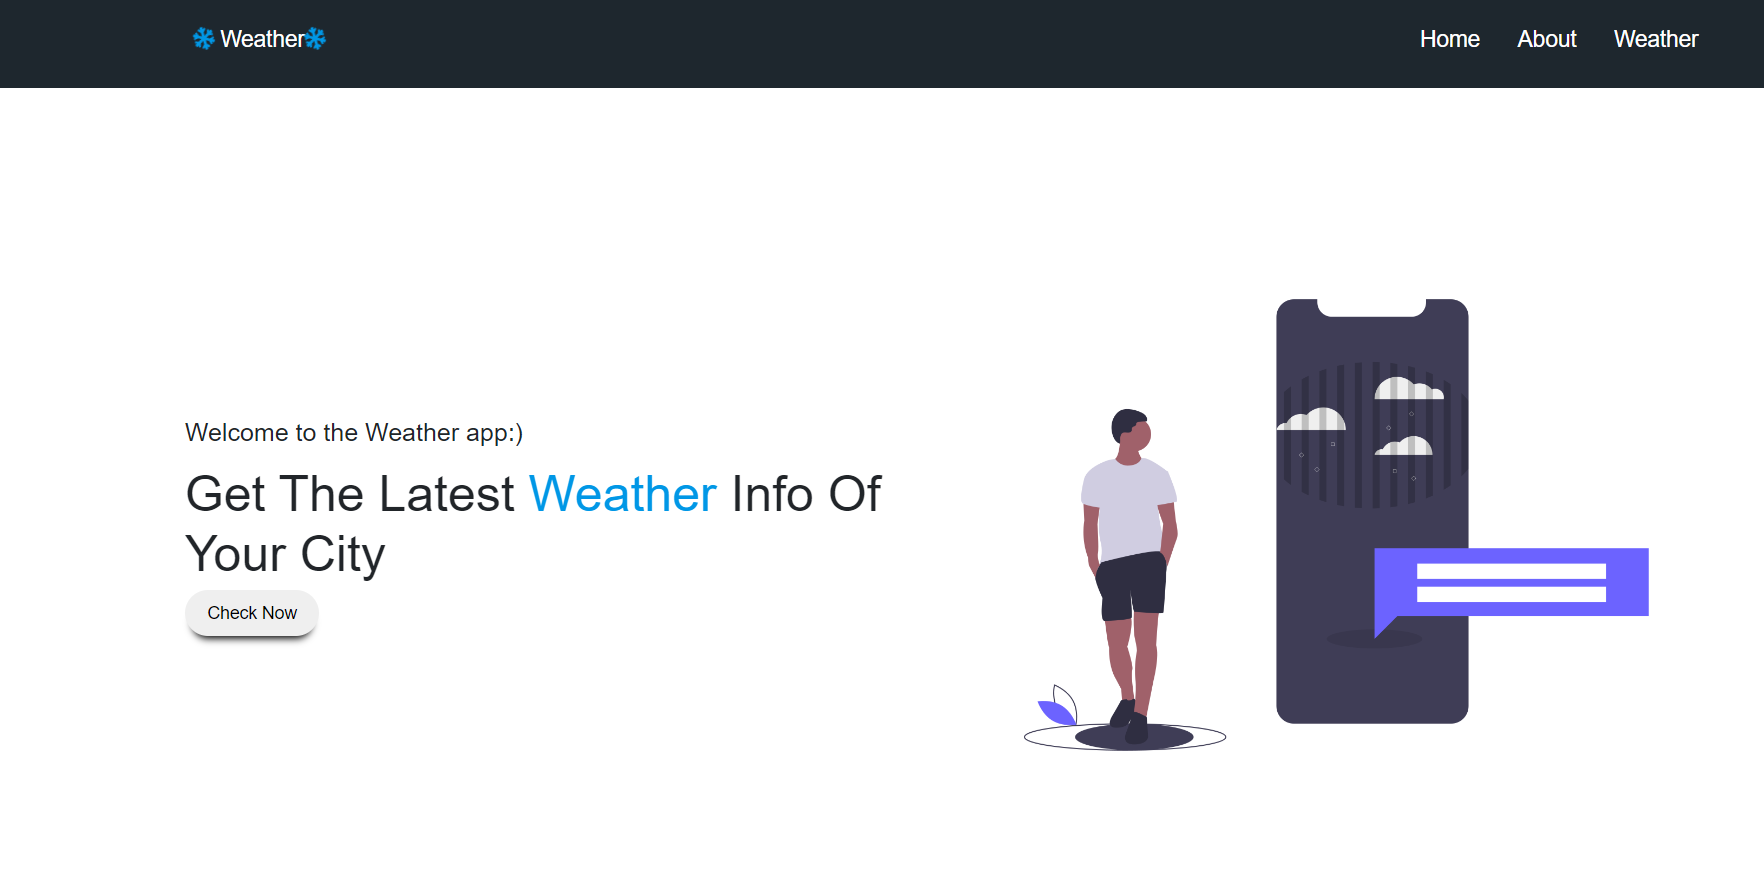 Weather
Home About Weather
Welcome to the Weather app:)
Get The Latest Weather Info Of
Your City
Check Now